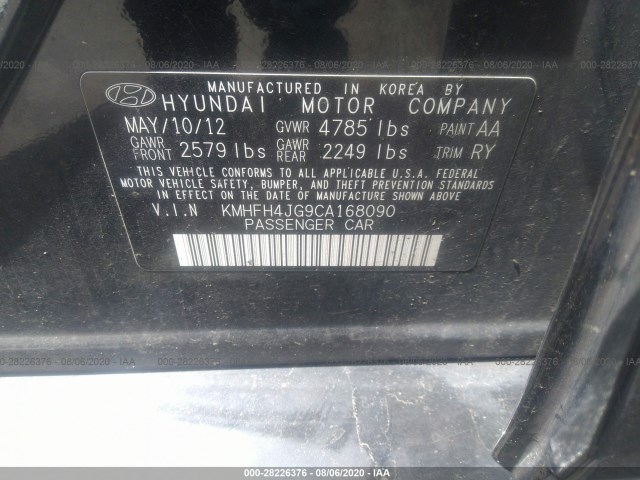 MANUFACTURED IN KOREA BY
HYUNDAI MOTOR COMPANY
MAY/10/12 GVWR 4785 lbs PAINT AA
GAWR FRONT 2579 lbs GAWR REAR 2249 lbs TRIM RY
THIS VEHICLE CONFORMS TO ALL APPLICABLE U.S.A. FEDERAL
MOTOR VEHICLE SAFETY, BUMPER, AND THEFT PREVENTION
STANDARDS IN EFFECT ON THE DATE OF MANUFACTURE SHOWN ABOVE
V.I.N KMHFH4JG9CA168090
PASSENGER CAR
000-28226376 - 08/06/2020 - IAA